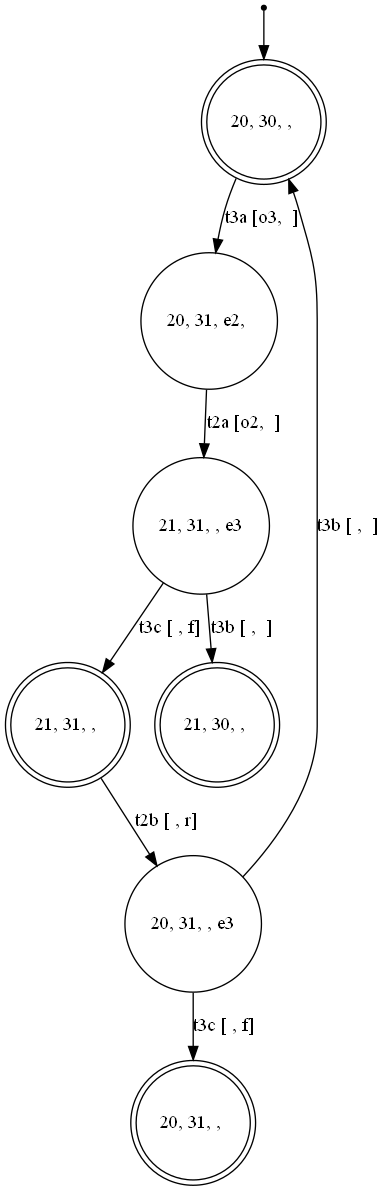 20, 30, ,
t3a [o3,  ]
20, 31, e2,
t2a [o2,  ]
21, 31, , e3
t3b [ ,  ]
t3c [ , f]
t3b [ ,  ]
21, 31, ,
21, 30, ,
t2b [ , r]
20, 31, , e3
t3c [ , f]
20, 31, ,